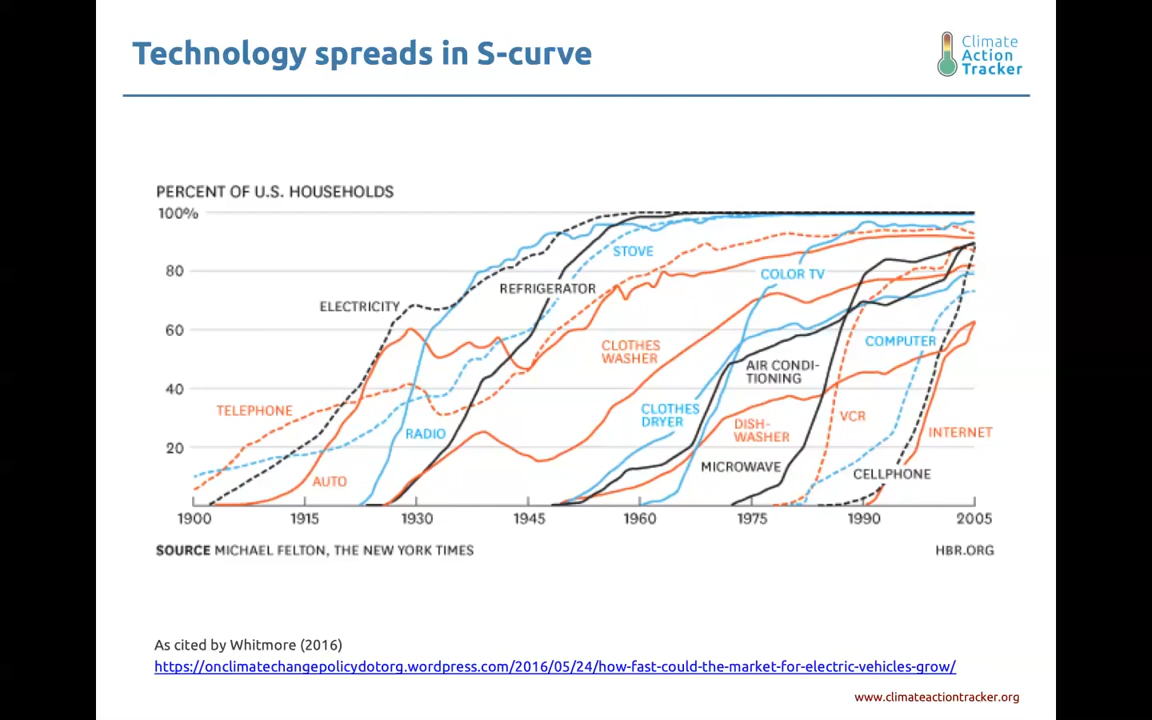 Technology spreads in S-curve
Climate
Action
Tracker
PERCENT OF U.S. HOUSEHOLDS
100%
80
60
40
20
STOVE
COLOR TV
REFRIGERATOR
ELECTRICITY
CLOTHES
WASHER
COMPUTER
AIR CONDI-
TIONING
TELEPHONE
CLOTHES
DRYER
VCR
RADIO
DISH-
WASHER
INTERNET
MICROWAVE
CELLPHONE
AUTO
1900 1915 1930 1945 1960 1975 1990 2005
SOURCE MICHAEL FELTON, THE NEW YORK TIMES
HBR.ORG
As cited by Whitmore (2016)
https://onclimatechangepolicydotorg.wordpress.com/2016/05/24/how-fast-could-the-market-for-electric-vehicles-grow/
www.climateactiontracker.org